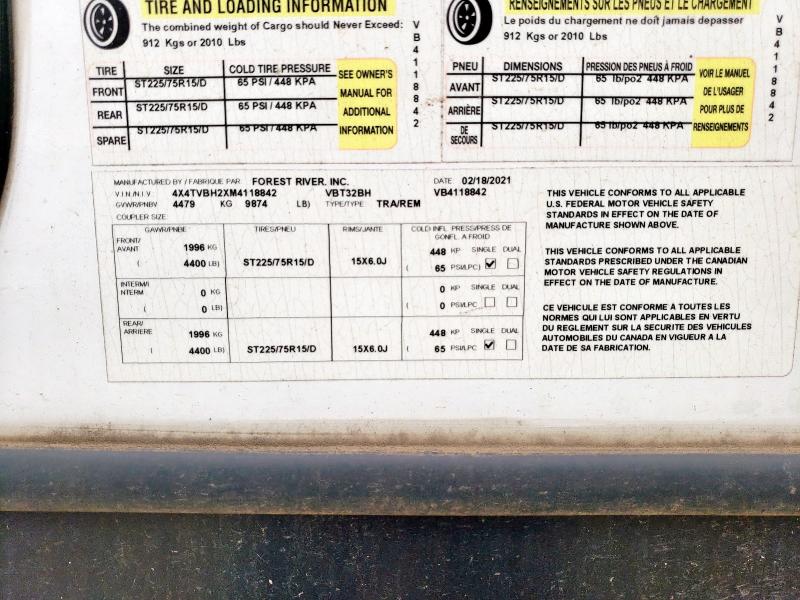 TIRE AND LOADING INFORMATION
The combined weight of Cargo should Never Exceed:
912 Kgs or 2010 Lbs
TIRE SIZE COLD TIRE PRESSURE
FRONT ST225/75R15/D 65 PSI / 448 KPA
REAR ST225/75R15/D 65 PSI / 448 KPA
SPARE ST225/75R15/D 65 PSI / 448 KPA
SEE OWNER'S
MANUAL FOR
ADDITIONAL
INFORMATION
VB4118842
RENSEIGNEMENTS SUR LES PNEUS ET LE CHARGEMENT
Le poids du chargement ne doit jamais depasser
912 Kgs or 2010 Lbs
PNEU DIMENSIONS PRESSION DES PNEUS À FROID
AVANT ST225/75R15/D 65 lb/po2 448 KPA
ARRIÈRE ST225/75R15/D 65 lb/po2 448 KPA
DE SECOURS ST225/75R15/D 65 lb/po2 448 KPA
VOIR LE MANUEL
DE L'USAGER
POUR PLUS DE
RENSEIGNEMENTS
VB4118842
MANUFACTURED BY / FABRIQUE PAR FOREST RIVER, INC. DATE 02/18/2021
V.I.N./N.I.V. 4X4TVBH2XM4118842 VBT32BH VB4118842
GVWR/PNBV 4479 KG 9874 LB) TYPE/TYPE TRA/REM
COUPLER SIZE:
GAWR/PNBE TIRES/PNEU RIMS/JANTE COLD INFL. PRESS/PRESS DE
GONFL. A FROID
FRONT/
AVANT 1996 KG 448 KP SINGLE DUAL
( 4400 LB) ST225/75R15/D 15X6.0J ( 65 PSI/LPC)
INTERM/I
NTERM 0 KG 0 KP SINGLE DUAL
( 0 LB) ( 0 PSI/LPC)
REAR/
ARRIERE 1996 KG 448 KP SINGLE DUAL
( 4400 LB) ST225/75R15/D 15X6.0J ( 65 PSI/LPC)
THIS VEHICLE CONFORMS TO ALL APPLICABLE
U.S. FEDERAL MOTOR VEHICLE SAFETY
STANDARDS IN EFFECT ON THE DATE OF
MANUFACTURE SHOWN ABOVE.
THIS VEHICLE CONFORMS TO ALL APPLICABLE
STANDARDS PRESCRIBED UNDER THE CANADIAN
MOTOR VEHICLE SAFETY REGULATIONS IN
EFFECT ON THE DATE OF MANUFACTURE.
CE VEHICULE EST CONFORME A TOUTES LES
NORMES QUI LUI SONT APPLICABLES EN VERTU
DU REGLEMENT SUR LA SECURITE DES VEHICULES
AUTOMOBILES DU CANADA EN VIGUEUR A LA
DATE DE SA FABRICATION.